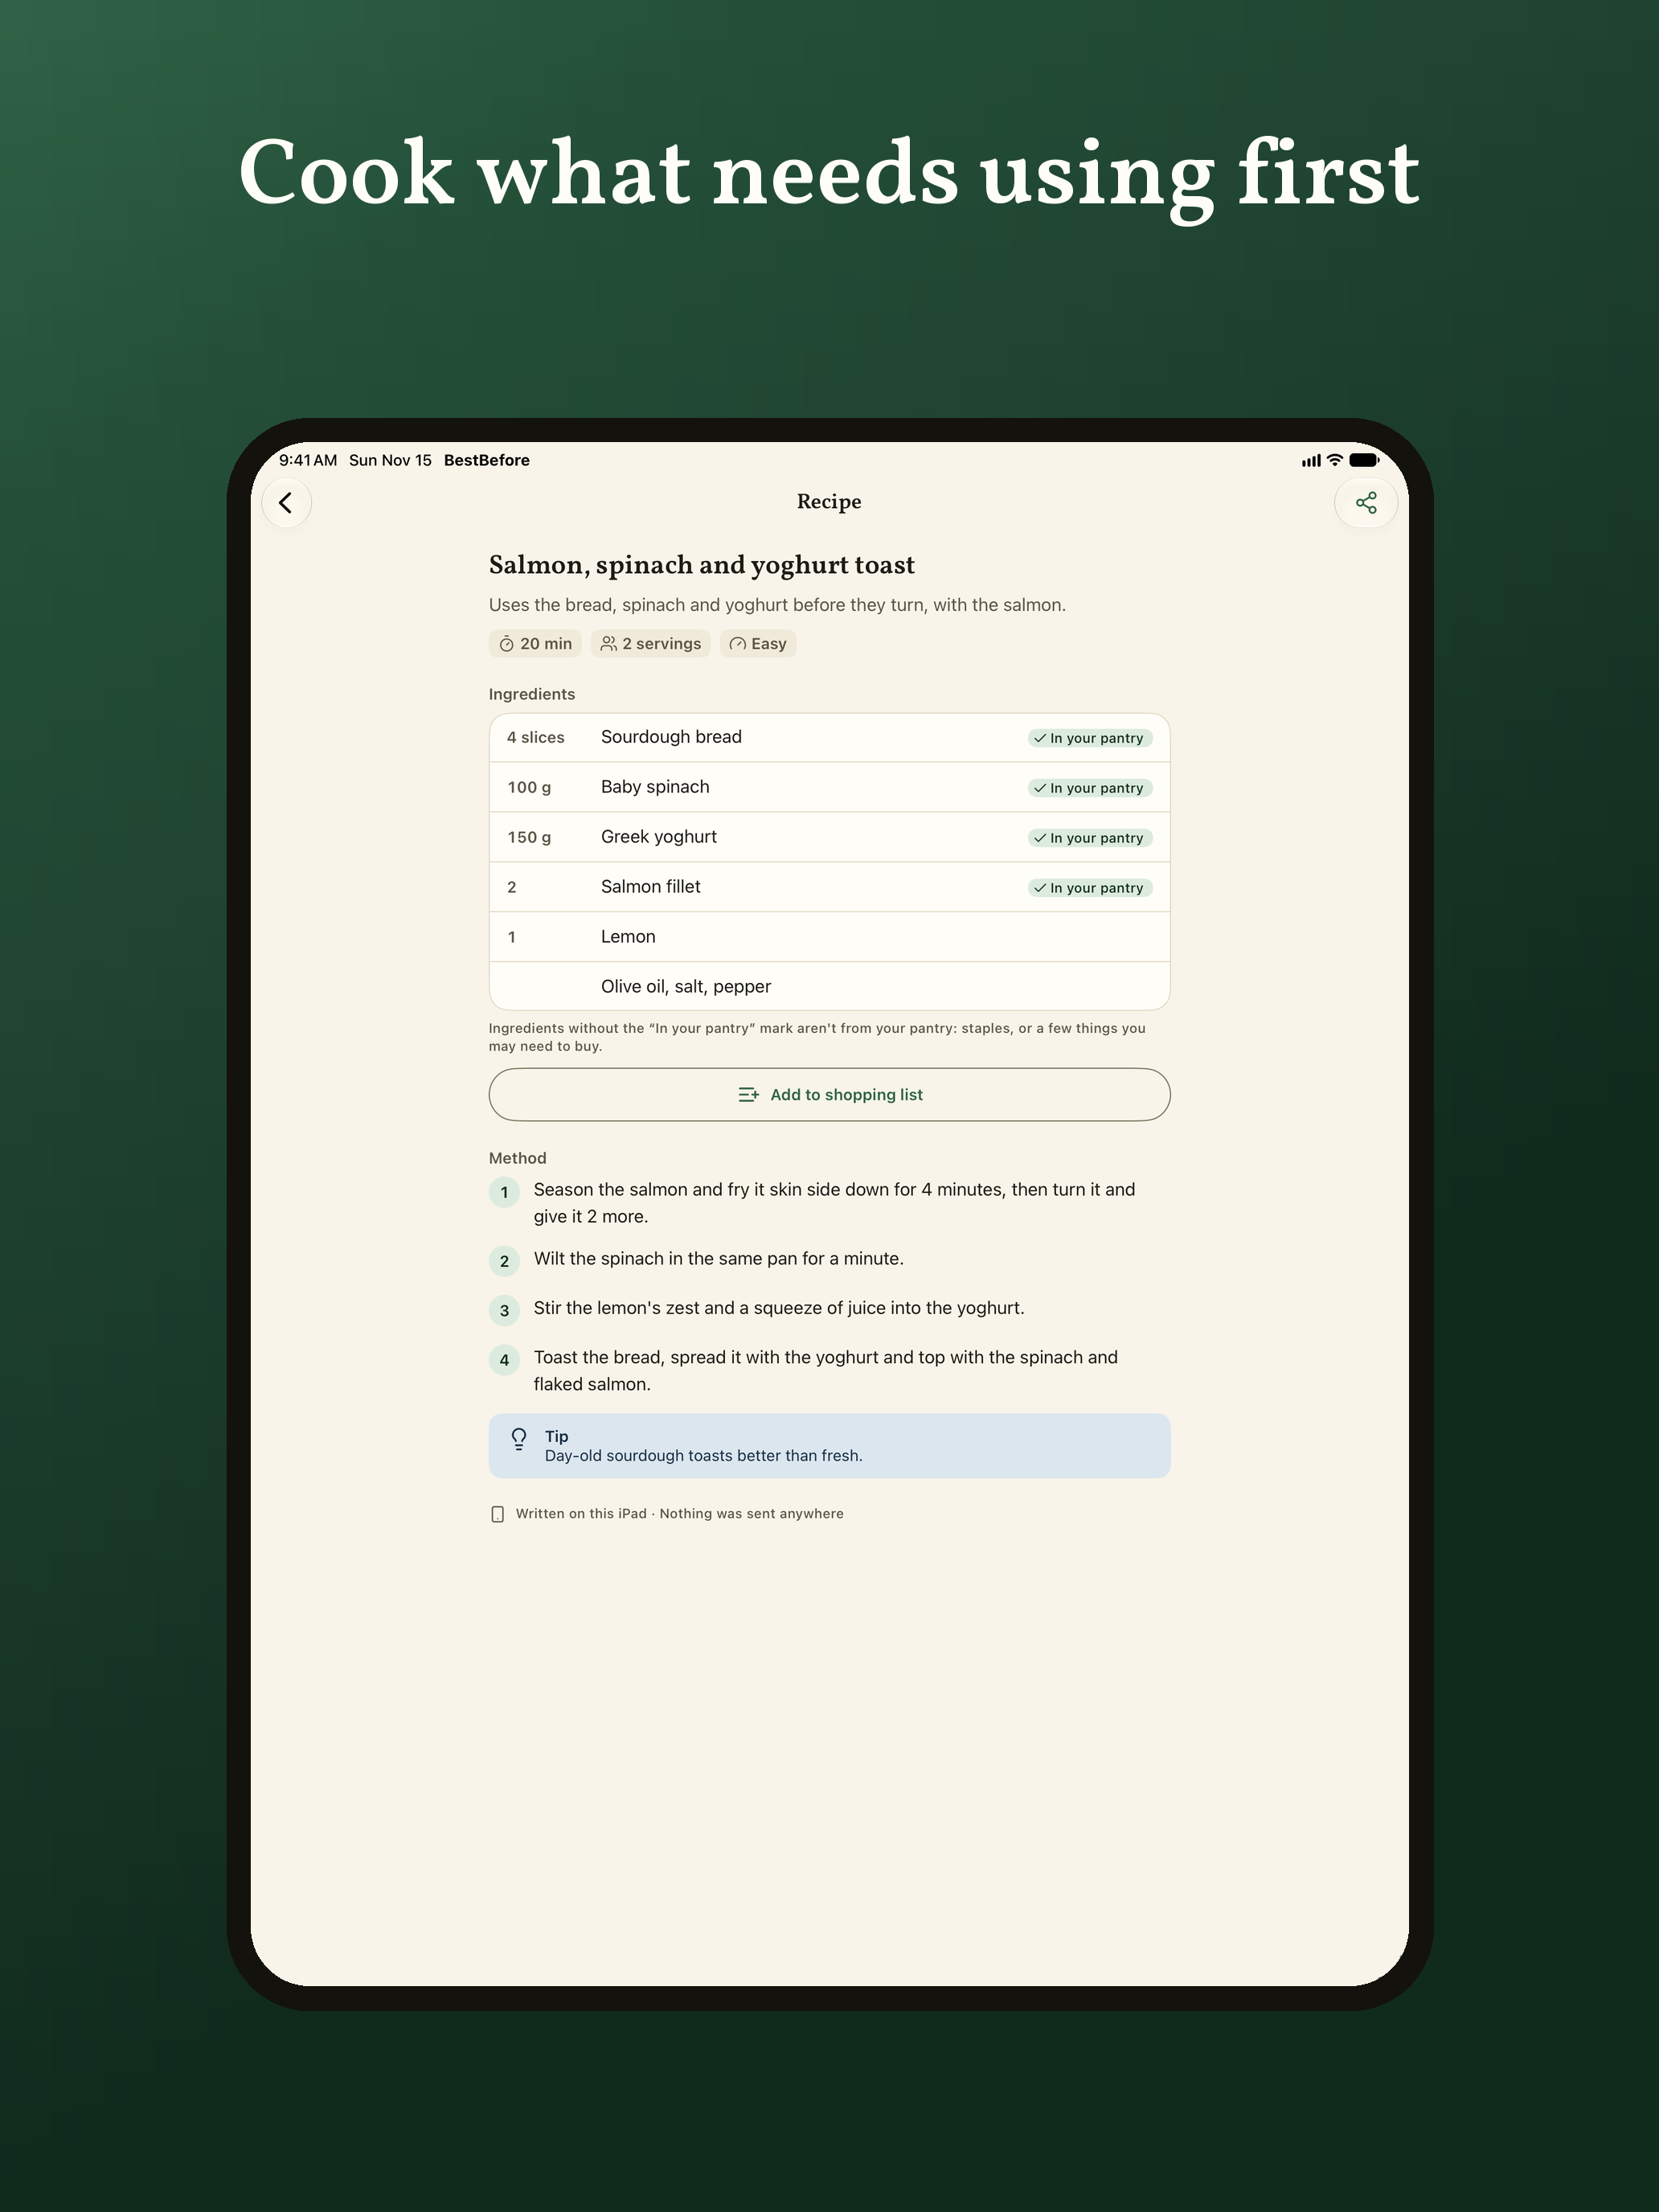 Cook what needs using first
9:41 AM Sun Nov 15 BestBefore
Recipe
Salmon, spinach and yoghurt toast
Uses the bread, spinach and yoghurt before they turn, with the salmon.
20 min 2 servings Easy
Ingredients
4 slices Sourdough bread In your pantry
100 g Baby spinach In your pantry
150 g Greek yoghurt In your pantry
2 Salmon fillet In your pantry
1 Lemon
Olive oil, salt, pepper
Ingredients without the “In your pantry” mark aren't from your pantry: staples, or a few things you
may need to buy.
Add to shopping list
Method
1 Season the salmon and fry it skin side down for 4 minutes, then turn it and
give it 2 more.
2 Wilt the spinach in the same pan for a minute.
3 Stir the lemon's zest and a squeeze of juice into the yoghurt.
4 Toast the bread, spread it with the yoghurt and top with the spinach and
flaked salmon.
Tip
Day-old sourdough toasts better than fresh.
Written on this iPad · Nothing was sent anywhere